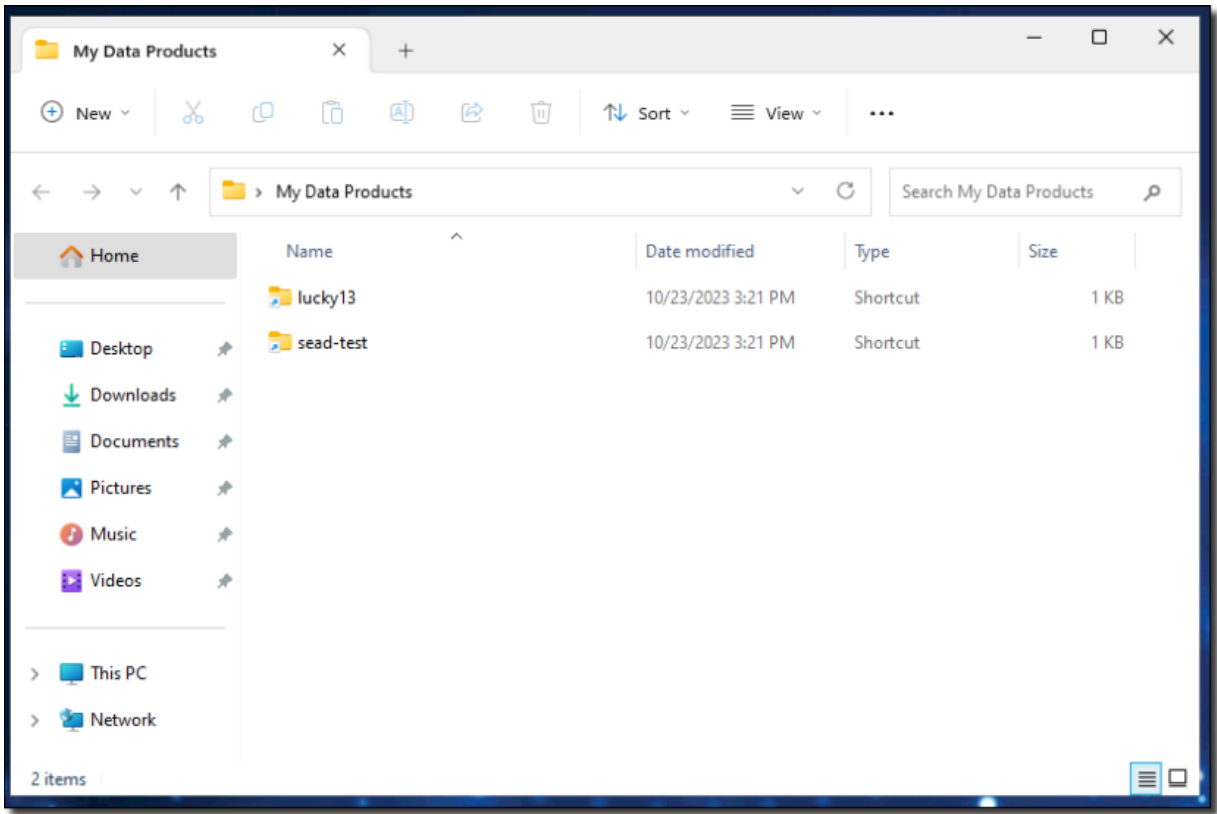 My Data Products
New Sort View
My Data Products Search My Data Products
Home Name Date modified Type Size
lucky13 10/23/2023 3:21 PM Shortcut 1 KB
Desktop sead-test 10/23/2023 3:21 PM Shortcut 1 KB
Downloads
Documents
Pictures
Music
Videos
This PC
Network
2 items